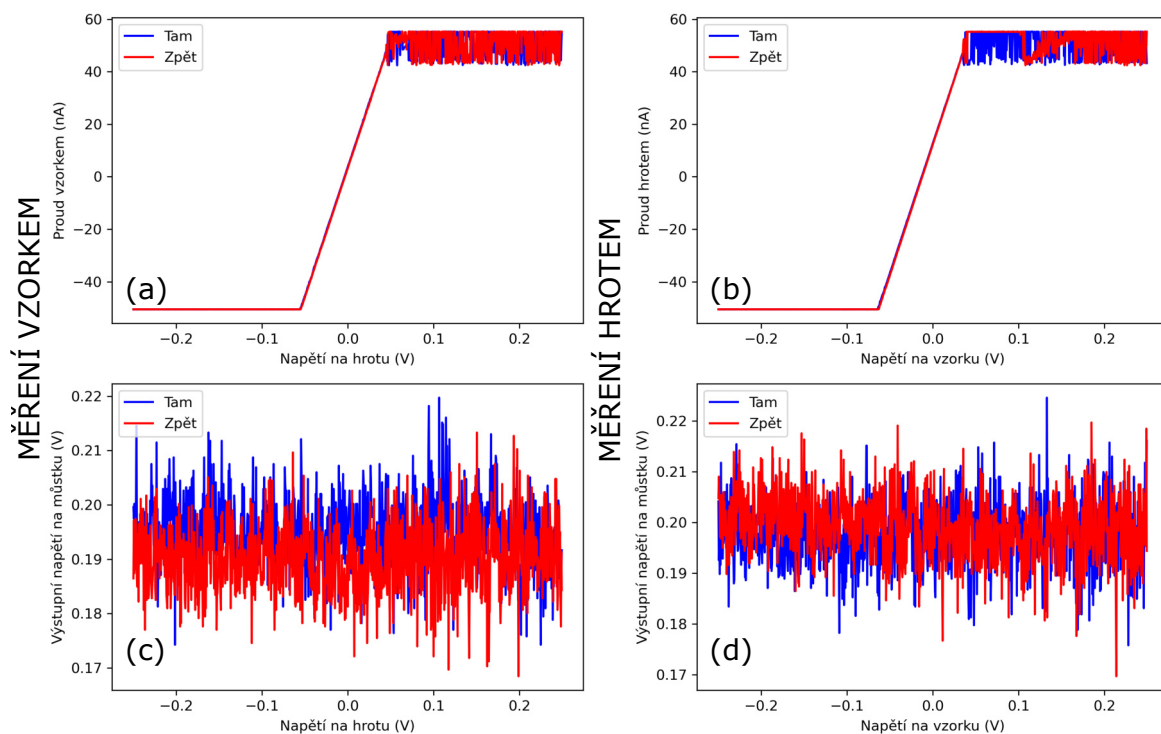 MĚŘENÍ VZORKEM
60
40
20
0
−20
−40
Proud vzorkem (nA)
Tam
Zpět
(a)
−0.2
−0.1
0.0
0.1
0.2
Napětí na hrotu (V)
MĚŘENÍ HROTEM
60
40
20
0
−20
−40
Proud hrotem (nA)
Tam
Zpět
(b)
−0.2
−0.1
0.0
0.1
0.2
Napětí na vzorku (V)
0.22
0.21
0.20
0.19
0.18
0.17
Výstupní napětí na můstku (V)
Tam
Zpět
(c)
−0.2
−0.1
0.0
0.1
0.2
Napětí na hrotu (V)
0.22
0.21
0.20
0.19
0.18
0.17
Výstupní napětí na můstku (V)
Tam
Zpět
(d)
−0.2
−0.1
0.0
0.1
0.2
Napětí na vzorku (V)